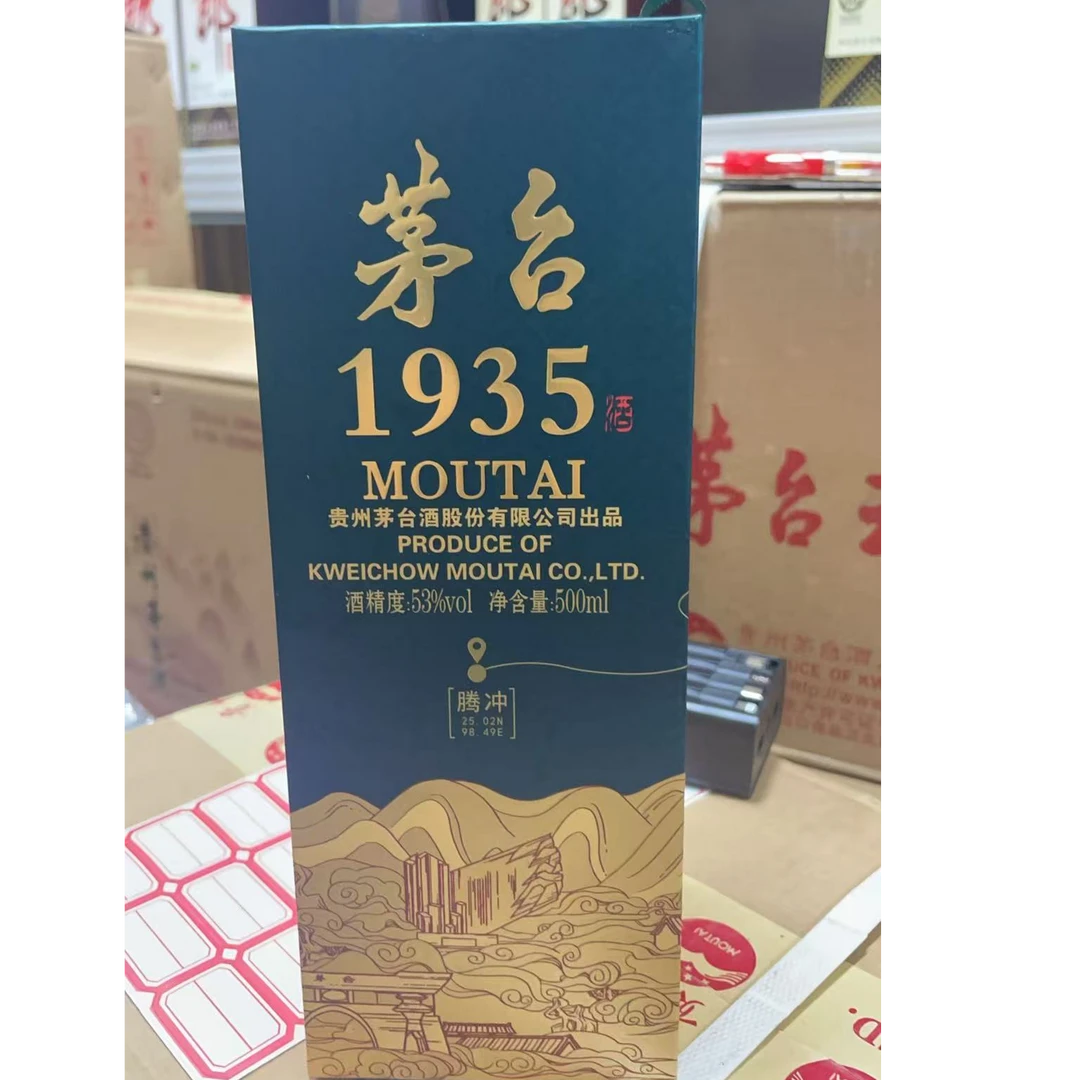 茅台
1935
酒
MOUTAI
贵州茅台酒股份有限公司出品
PRODUCE OF
KWEICHOW MOUTAI CO.,LTD.
酒精度:53%vol 净含量:500ml
腾冲
25.02N
98.49E
茅台
MOUTAI